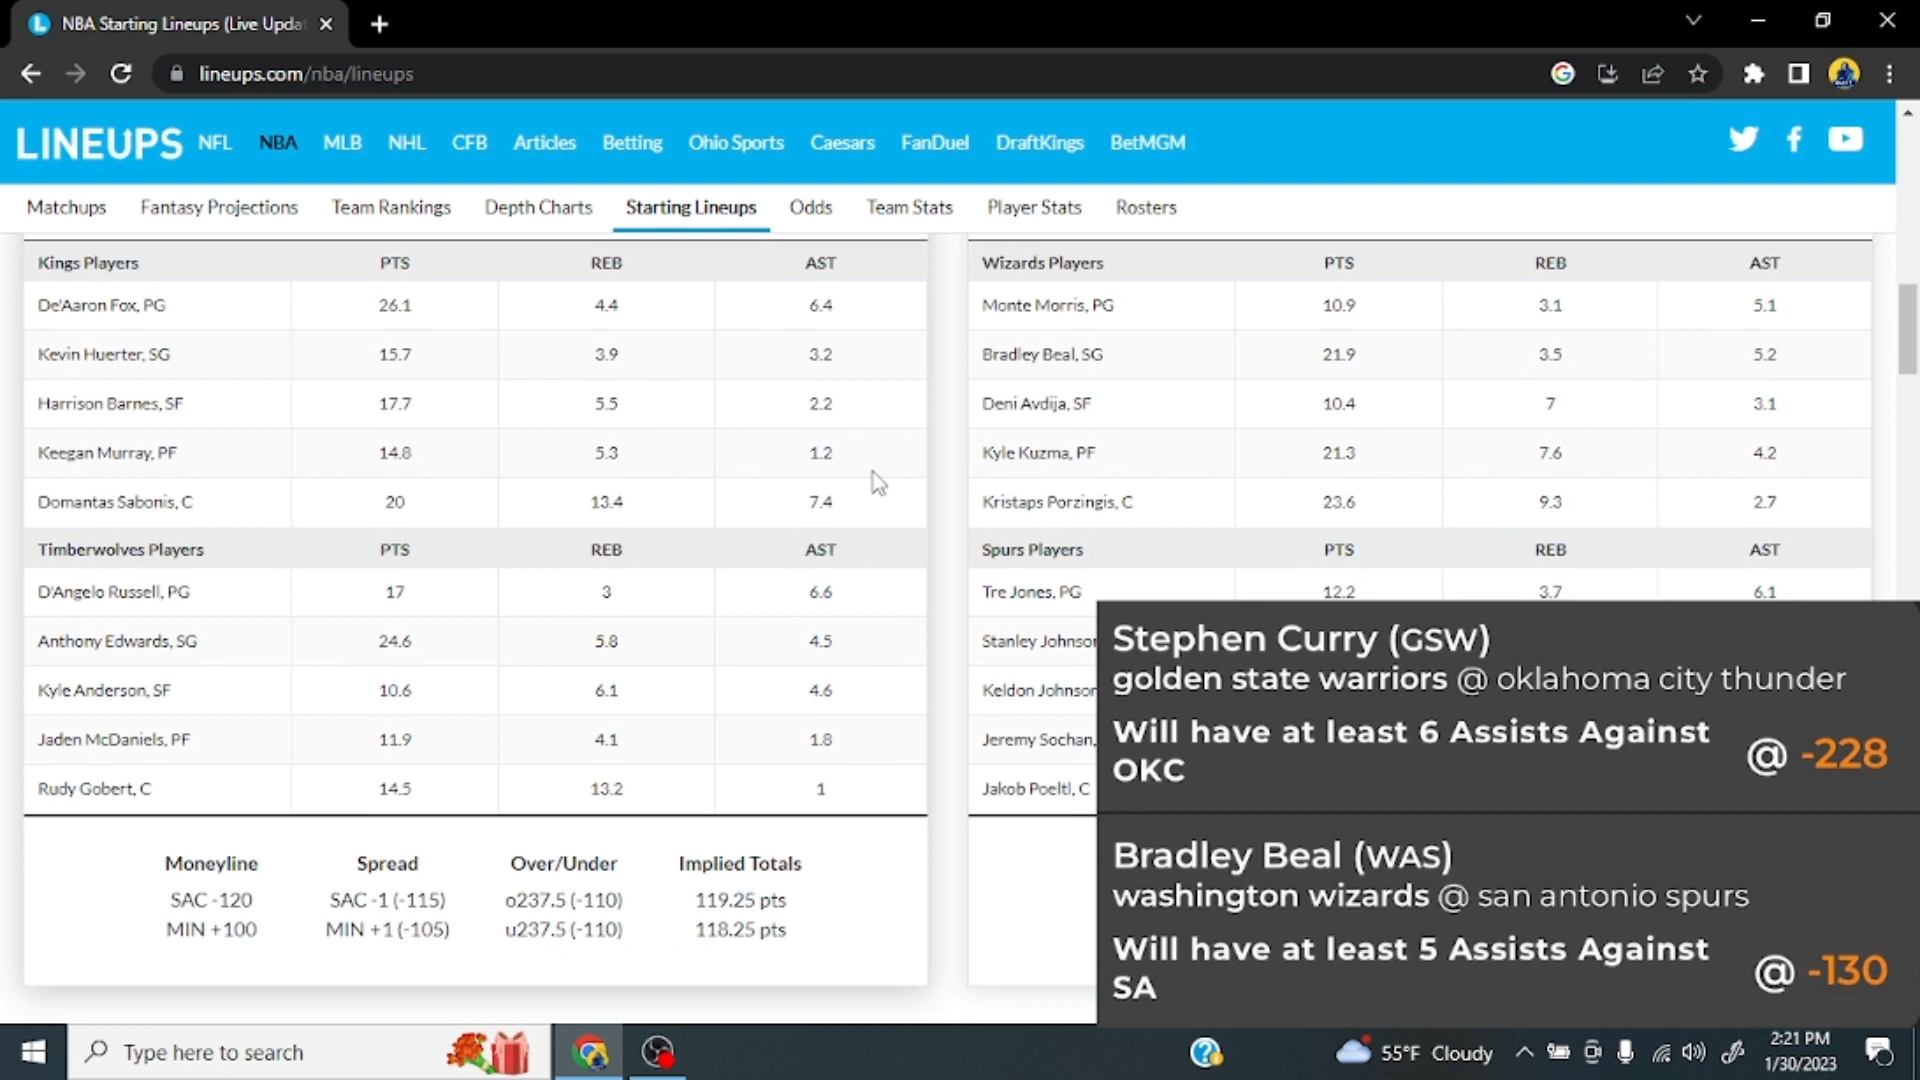 NBA Starting Lineups (Live Upda
lineups.com/nba/lineups
LINEUPS NFL NBA MLB NHL CFB Articles Betting Ohio Sports Caesars FanDuel DraftKings BetMGM
Matchups Fantasy Projections Team Rankings Depth Charts Starting Lineups Odds Team Stats Player Stats Rosters
Kings Players PTS REB AST
De'Aaron Fox, PG 26.1 4.4 6.4
Kevin Huerter, SG 15.7 3.9 3.2
Harrison Barnes, SF 17.7 5.5 2.2
Keegan Murray, PF 14.8 5.3 1.2
Domantas Sabonis, C 20 13.4 7.4
Timberwolves Players PTS REB AST
D'Angelo Russell, PG 17 3 6.6
Anthony Edwards, SG 24.6 5.8 4.5
Kyle Anderson, SF 10.6 6.1 4.6
Jaden McDaniels, PF 11.9 4.1 1.8
Rudy Gobert, C 14.5 13.2 1
Moneyline Spread Over/Under Implied Totals
SAC -120 SAC -1 (-115) o237.5 (-110) 119.25 pts
MIN +100 MIN +1 (-105) u237.5 (-110) 118.25 pts
Wizards Players PTS REB AST
Monte Morris, PG 10.9 3.1 5.1
Bradley Beal, SG 21.9 3.5 5.2
Deni Avdija, SF 10.4 7 3.1
Kyle Kuzma, PF 21.3 7.6 4.2
Kristaps Porzingis, C 23.6 9.3 2.7
Spurs Players PTS REB AST
Tre Jones, PG 12.2 3.7 6.1
Stanley Johnson
Keldon Johnson
Jeremy Sochan,
Jakob Poeltl, C
Stephen Curry (GSW)
golden state warriors @ oklahoma city thunder
Will have at least 6 Assists Against
OKC
@ -228
Bradley Beal (WAS)
washington wizards @ san antonio spurs
Will have at least 5 Assists Against
SA
@ -130
Type here to search
55°F Cloudy
2:21 PM
1/30/2023